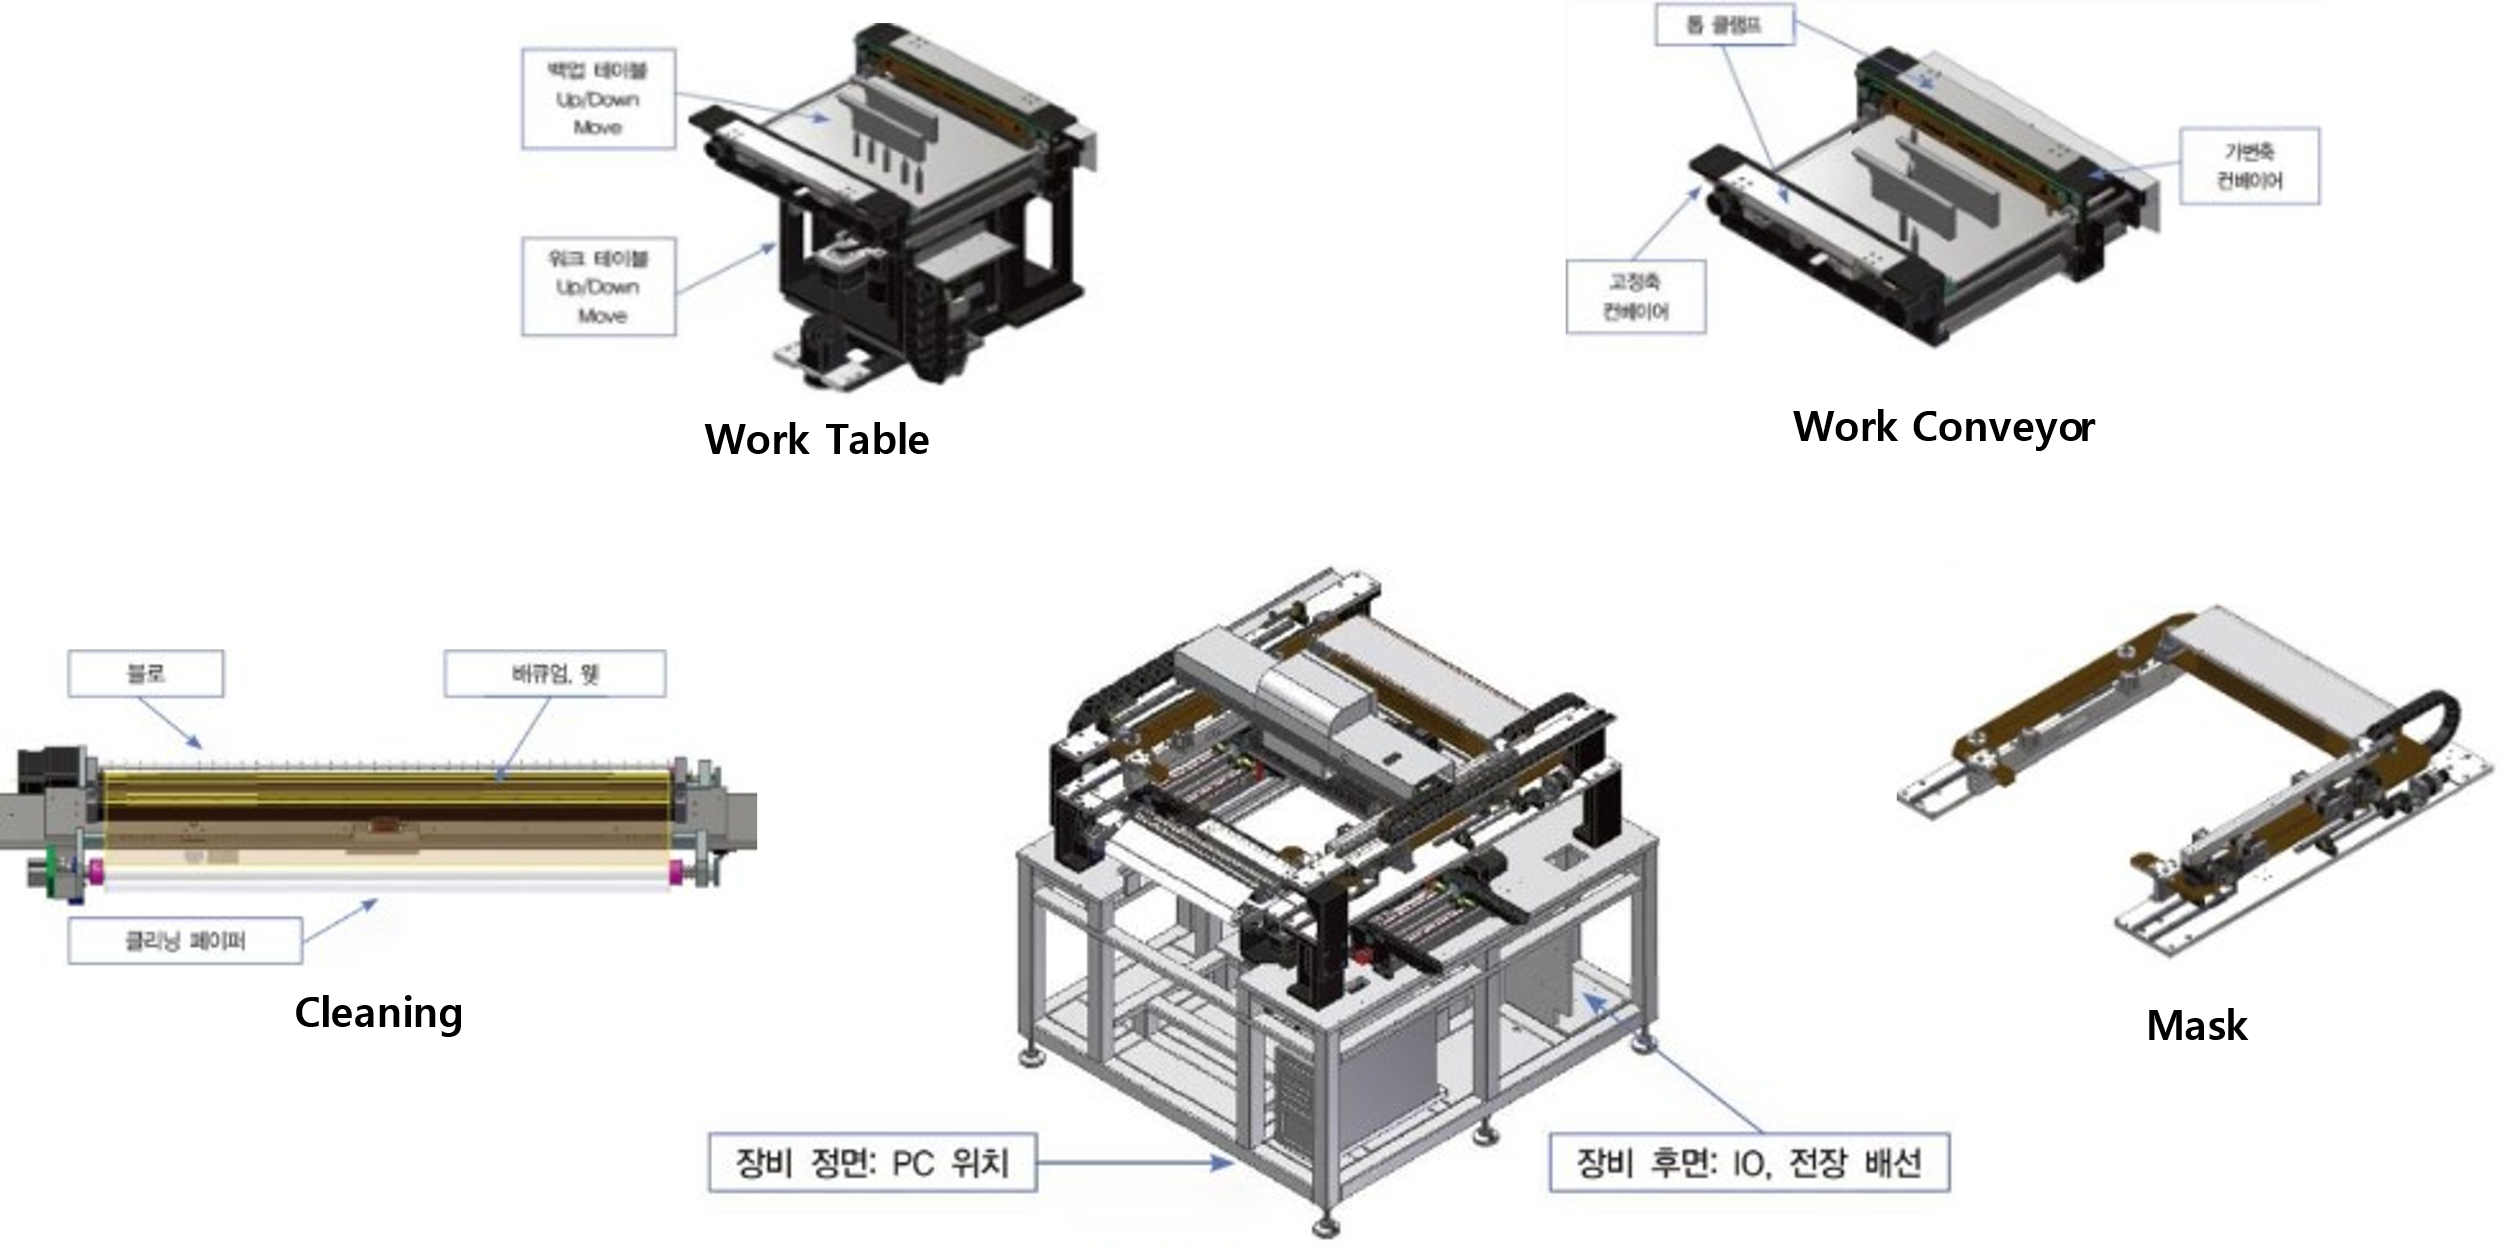 백업 테이블
Up/Down
Move
워크 테이블
Up/Down
Move
Work Table
톱 클램프
가변축
컨베이어
고정축
컨베이어
Work Conveyor
블로
배큐엄, 웻
클리닝 페이퍼
Cleaning
장비 정면: PC 위치
장비 후면: IO, 전장 배선
Mask